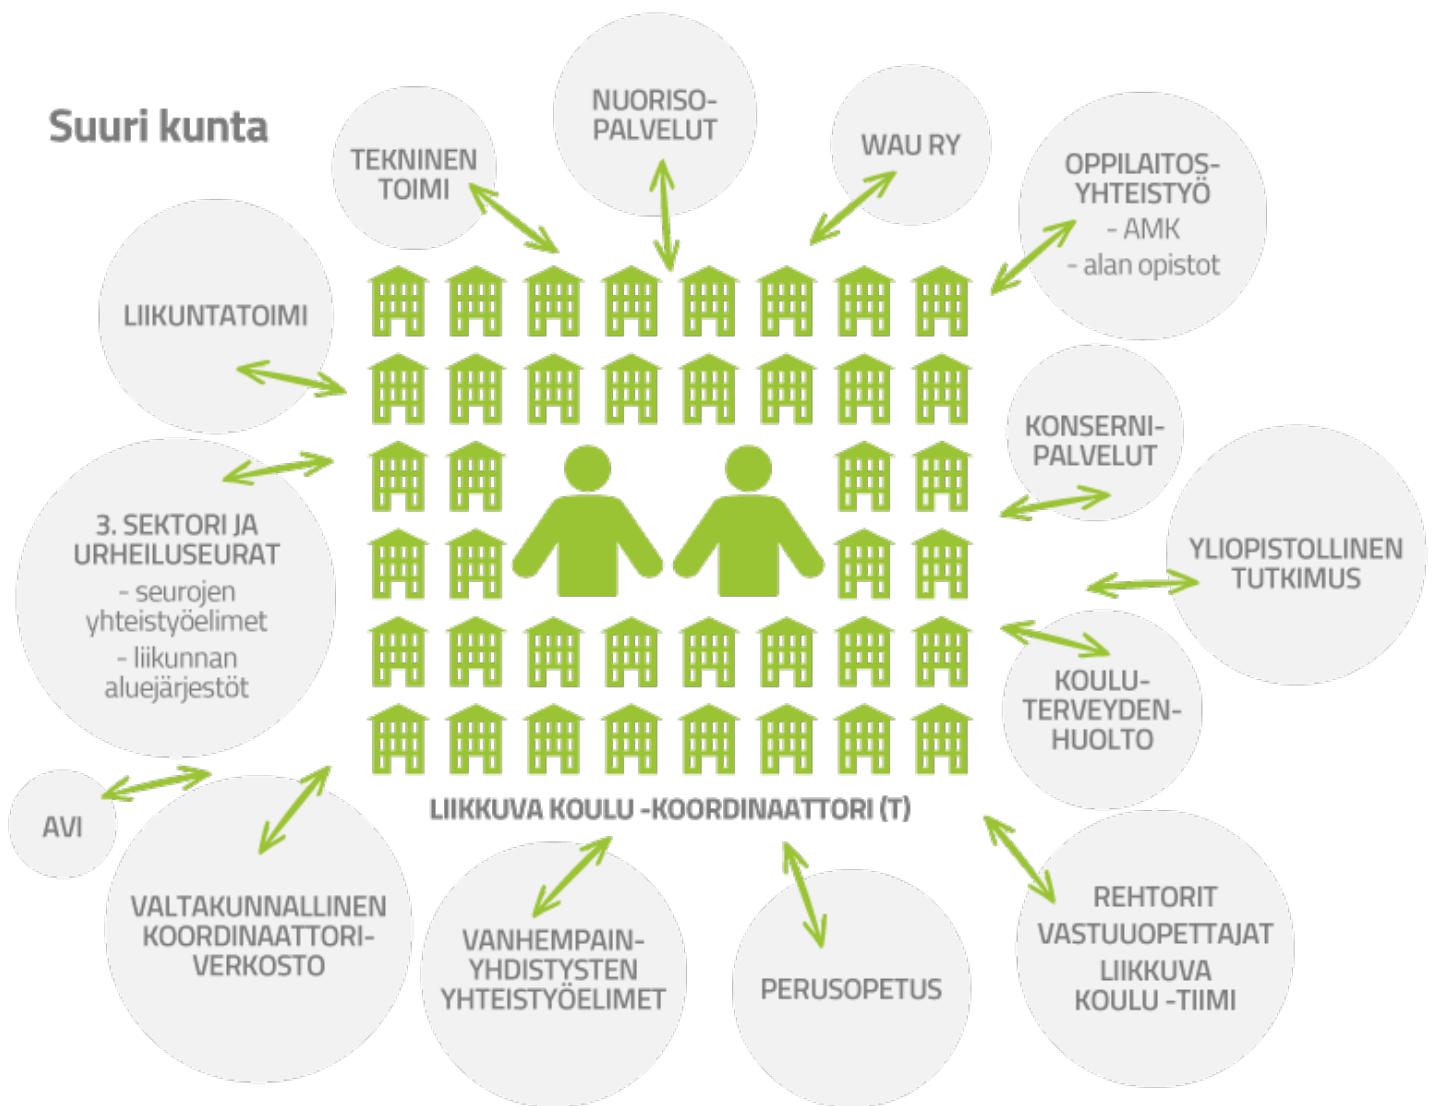 Suuri kunta
TEKNINEN
TOIMI
NUORISO-
PALVELUT
WAU RY
OPPILAITOS-
YHTEISTYÖ
- AMK
- alan opistot
LIIKUNTATOIMI
KONSERNI-
PALVELUT
3. SEKTORI JA
URHEILUSEURAT
- seurojen
yhteistyöelimet
- liikunnan
aluejärjestöt
YLIOPISTOLLINEN
TUTKIMUS
KOULU-
TERVEYDEN-
HUOLTO
LIIKKUVA KOULU -KOORDINAATTORI (T)
AVI
VALTAKUNNALLINEN
KOORDINAATTORI-
VERKOSTO
VANHEMPAIN-
YHDISTYSTEN
YHTEISTYÖELIMET
PERUSOPETUS
REHTORIT
VASTUUOPETTAJAT
LIIKKUVA
KOULU -TIIMI